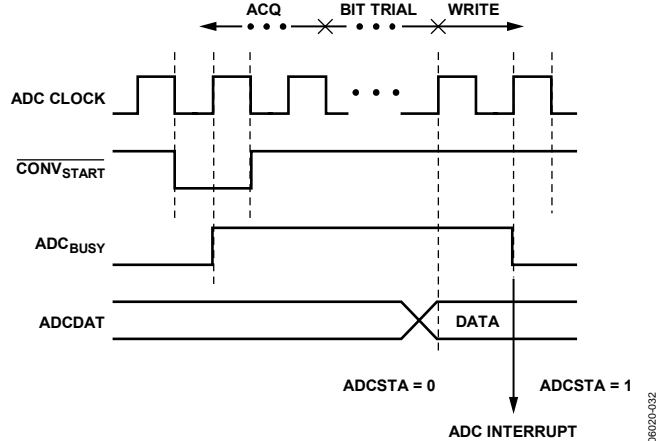 ACQ BIT TRIAL WRITE
ADC CLOCK
CONVSTART
ADCBUSY
ADCDAT
DATA
ADCSTA = 0 ADCSTA = 1
ADC INTERRUPT
06020-032